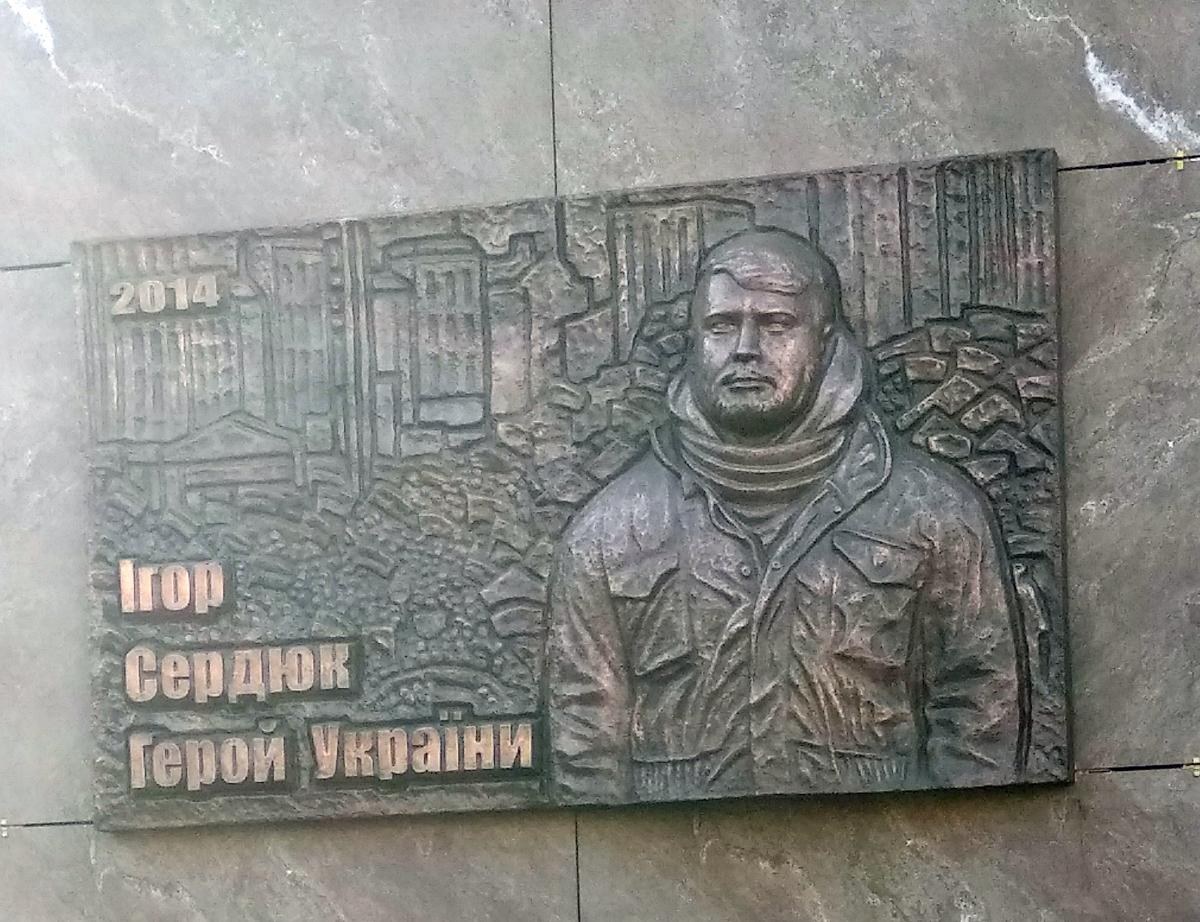 2014
Ігор
Сердюк
Герой України